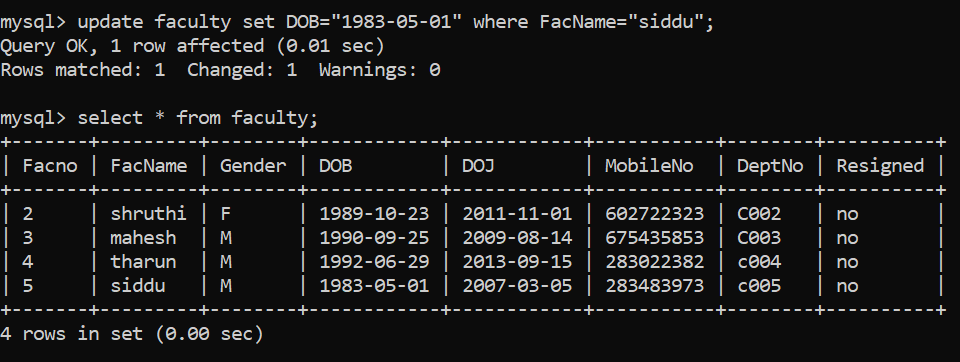 mysql> update faculty set DOB="1983-05-01" where FacName="siddu";
Query OK, 1 row affected (0.01 sec)
Rows matched: 1  Changed: 1  Warnings: 0

mysql> select * from faculty;
+-------+---------+--------+------------+------------+-----------+--------+----------+
| Facno | FacName | Gender | DOB        | DOJ        | MobileNo  | DeptNo | Resigned |
+-------+---------+--------+------------+------------+-----------+--------+----------+
| 2     | shruthi | F      | 1989-10-23 | 2011-11-01 | 602722323 | C002   | no       |
| 3     | mahesh  | M      | 1990-09-25 | 2009-08-14 | 675435853 | C003   | no       |
| 4     | tharun  | M      | 1992-06-29 | 2013-09-15 | 283022382 | c004   | no       |
| 5     | siddu   | M      | 1983-05-01 | 2007-03-05 | 283483973 | c005   | no       |
+-------+---------+--------+------------+------------+-----------+--------+----------+
4 rows in set (0.00 sec)